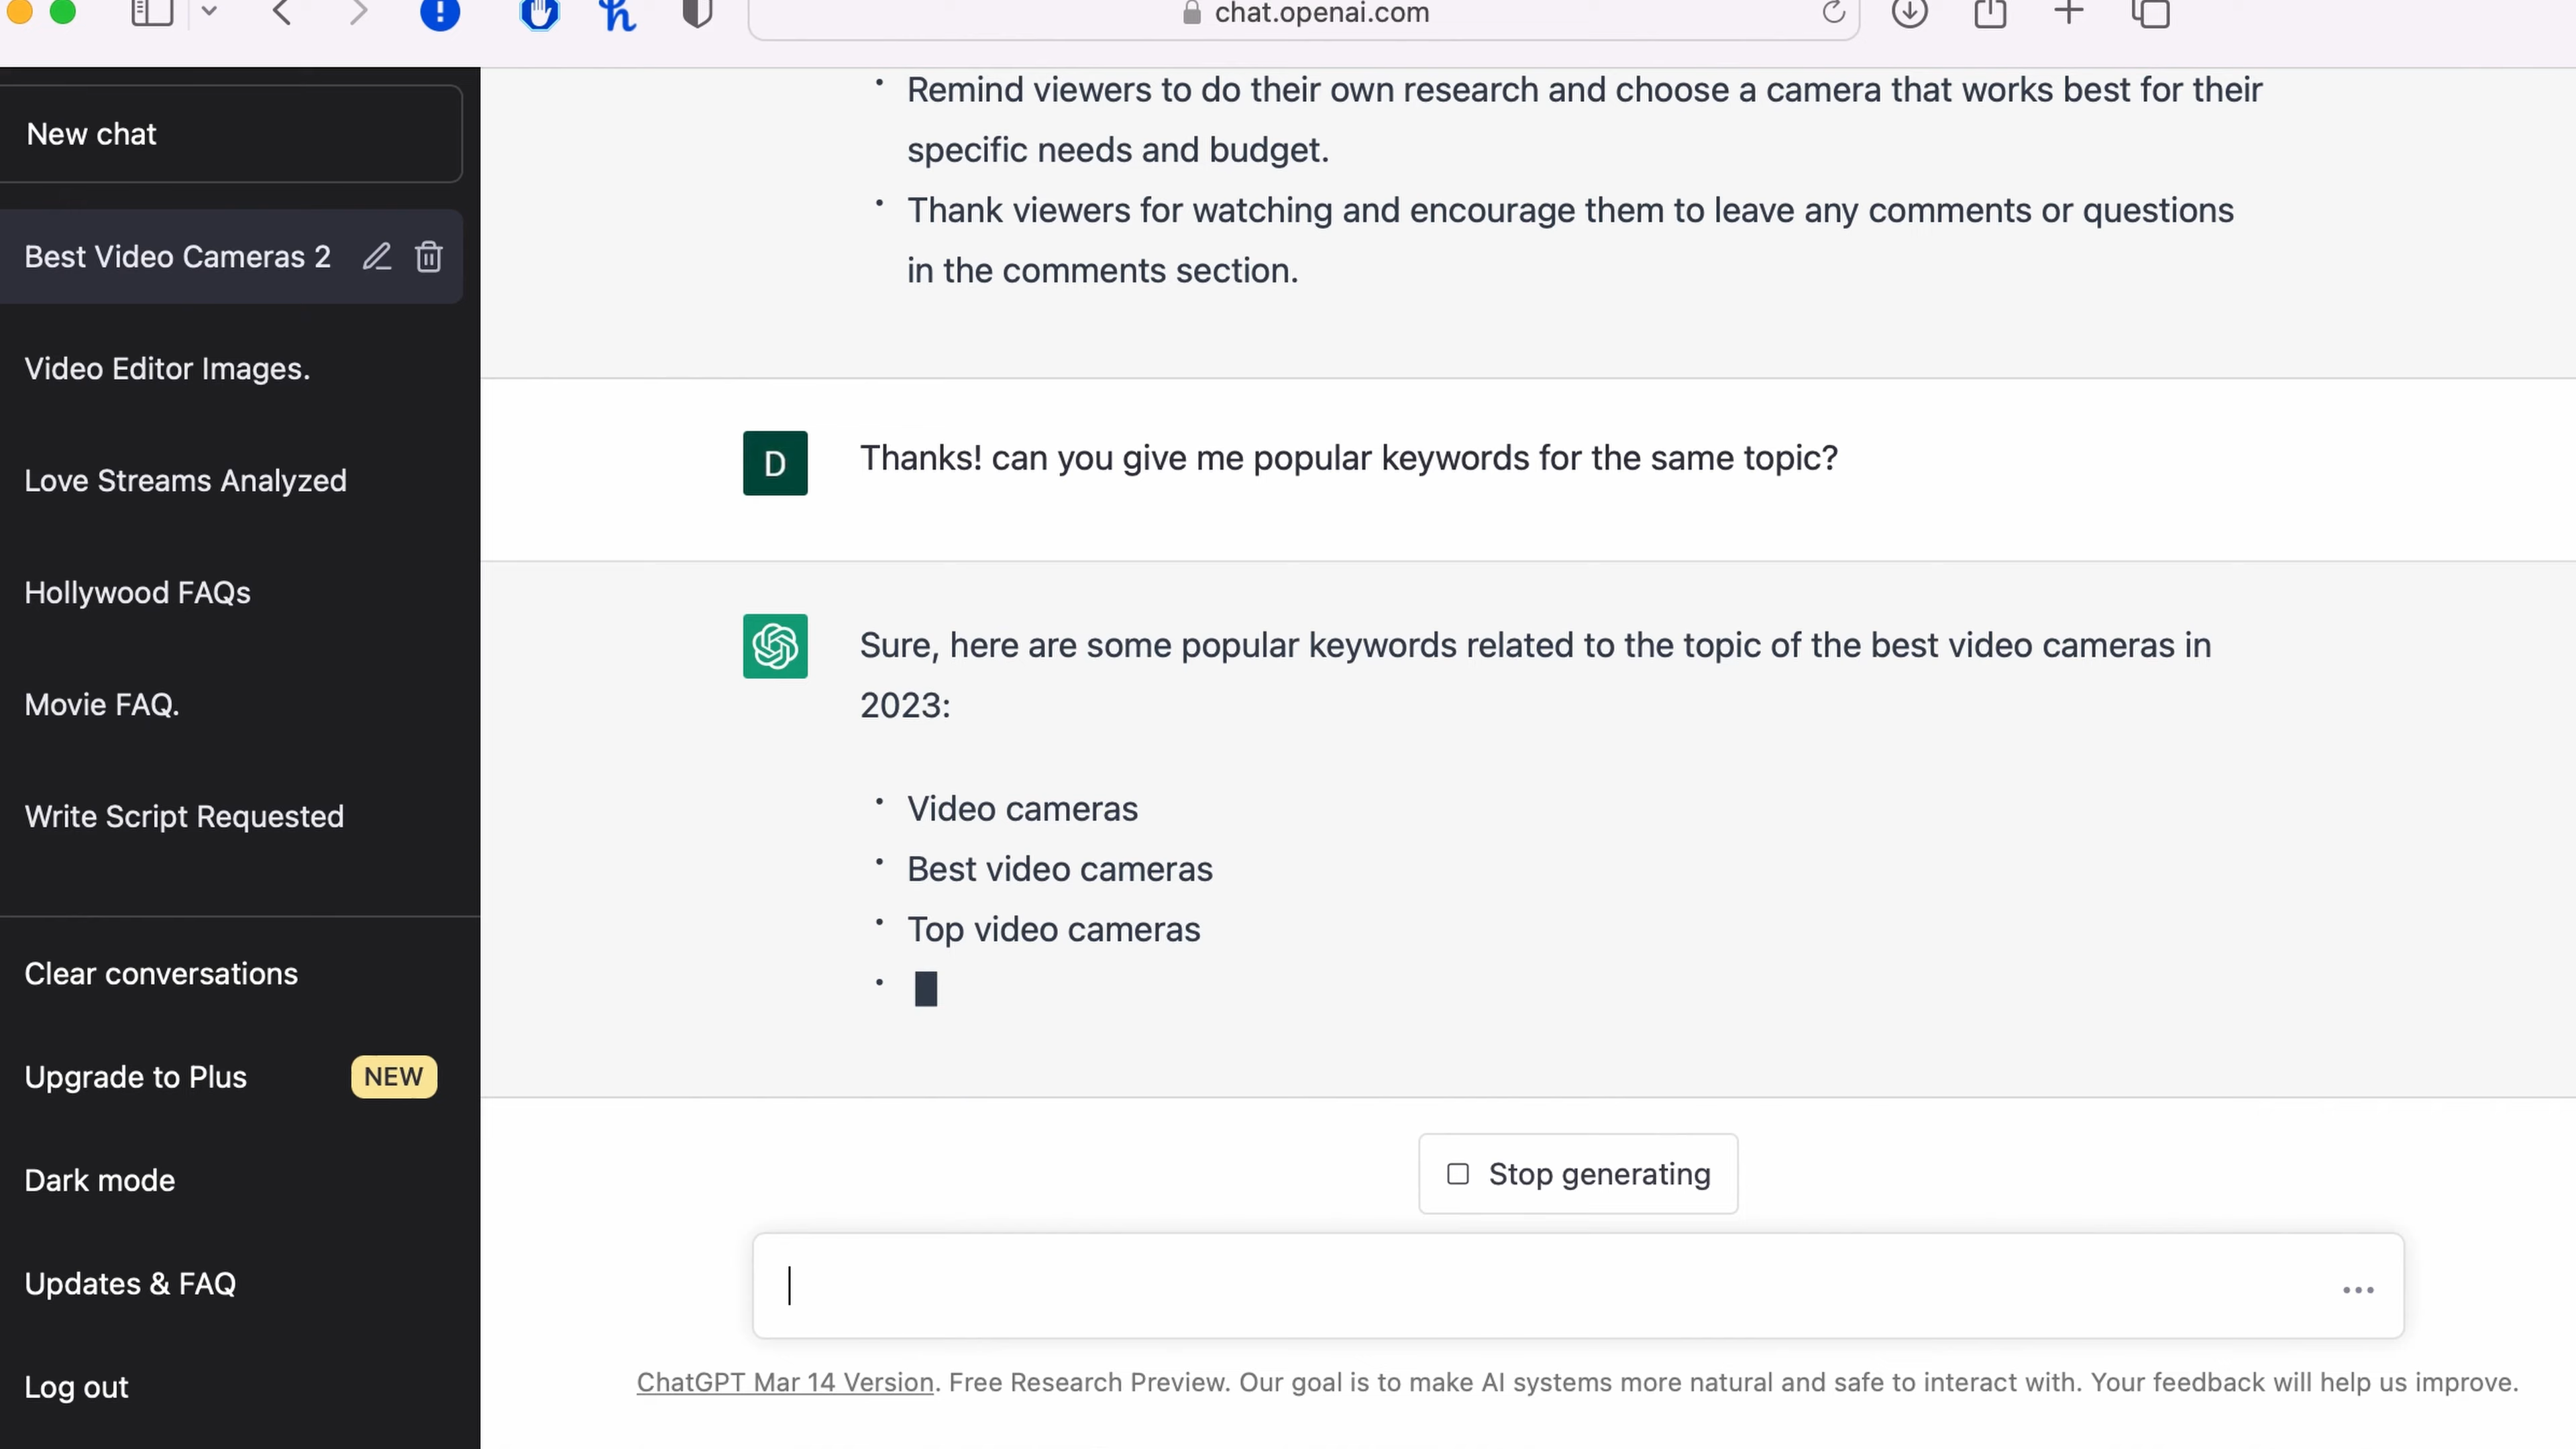 chat.openai.com
New chat
Best Video Cameras 2
Video Editor Images.
Love Streams Analyzed
Hollywood FAQs
Movie FAQ.
Write Script Requested
Clear conversations
Upgrade to Plus
NEW
Dark mode
Updates & FAQ
Log out
Remind viewers to do their own research and choose a camera that works best for their
specific needs and budget.
Thank viewers for watching and encourage them to leave any comments or questions
in the comments section.
D
Thanks! can you give me popular keywords for the same topic?
Sure, here are some popular keywords related to the topic of the best video cameras in
2023:
Video cameras
Best video cameras
Top video cameras
Stop generating
ChatGPT Mar 14 Version. Free Research Preview. Our goal is to make AI systems more natural and safe to interact with. Your feedback will help us improve.